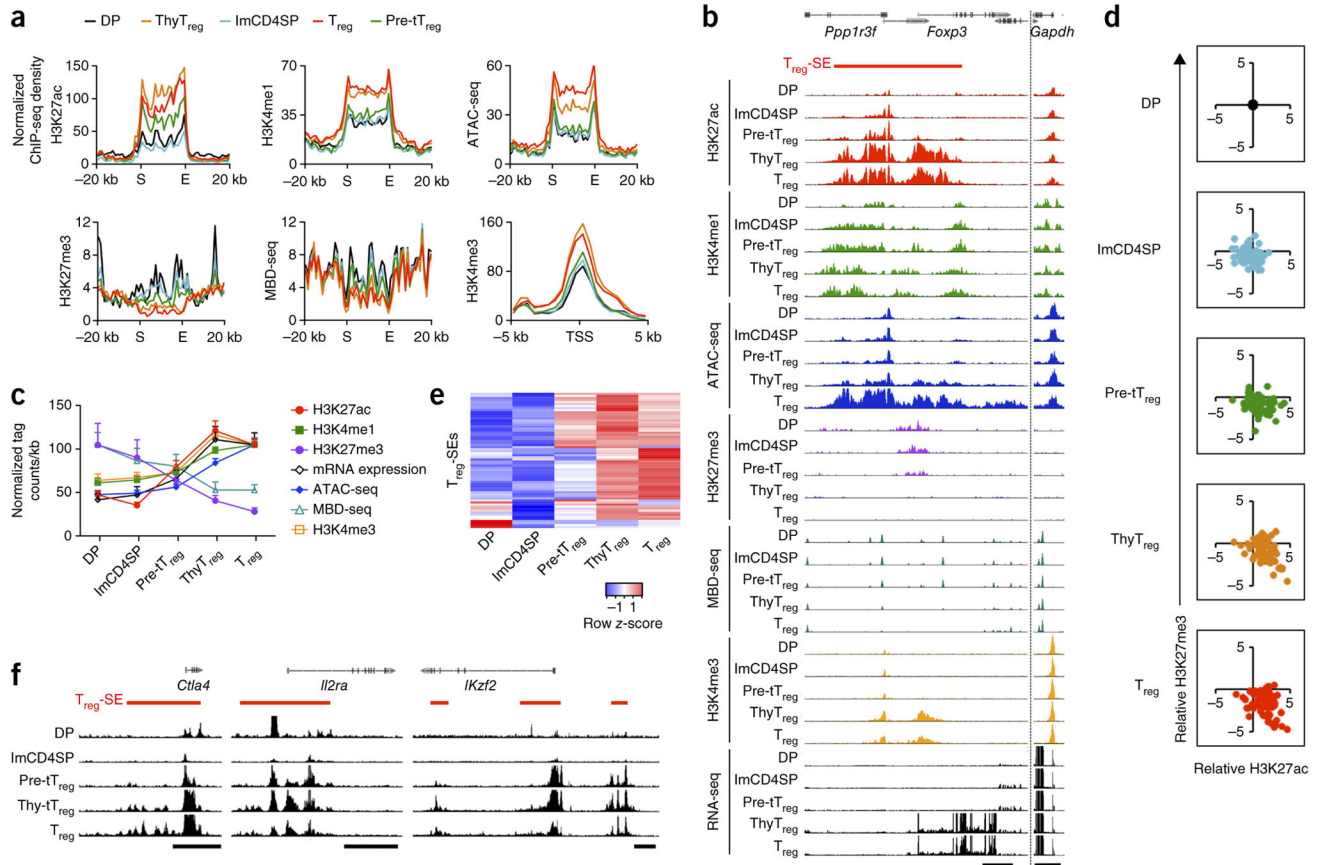 a
DP ThyTreg ImCD4SP Treg Pre-tTreg
Normalized
ChIP-seq density
H3K27ac
150
100
50
0
−20 kb S E 20 kb
H3K4me1
70
35
0
−20 kb S E 20 kb
ATAC-seq
60
40
20
0
−20 kb S E 20 kb
H3K27me3
12
8
4
0
−20 kb S E 20 kb
MBD-seq
12
8
4
0
−20 kb S E 20 kb
H3K4me3
160
80
0
−5 kb TSS 5 kb
b
Ppp1r3f Foxp3 Gapdh
Treg-SE
H3K27ac
DP
ImCD4SP
Pre-tTreg
ThyTreg
Treg
H3K4me1
DP
ImCD4SP
Pre-tTreg
ThyTreg
Treg
ATAC-seq
DP
ImCD4SP
Pre-tTreg
ThyTreg
Treg
H3K27me3
DP
ImCD4SP
Pre-tTreg
ThyTreg
Treg
MBD-seq
DP
ImCD4SP
Pre-tTreg
ThyTreg
Treg
H3K4me3
DP
ImCD4SP
Pre-tTreg
ThyTreg
Treg
RNA-seq
DP
ImCD4SP
Pre-tTreg
ThyTreg
Treg
c
Normalized tag
counts/kb
150
100
50
0
DP ImCD4SP Pre-tTreg ThyTreg Treg
H3K27ac
H3K4me1
H3K27me3
mRNA expression
ATAC-seq
MBD-seq
H3K4me3
d
DP
5
−5 5
−5
ImCD4SP
5
−5 5
−5
Pre-tTreg
5
−5 5
−5
ThyTreg
5
−5 5
−5
Treg
5
−5 5
−5
Relative H3K27me3
Relative H3K27ac
e
Treg-SEs
DP ImCD4SP Pre-tTreg ThyTreg Treg
−1 1
Row z-score
f
Ctla4 Il2ra IKzf2
Treg-SE
DP
ImCD4SP
Pre-tTreg
Thy-tTreg
Treg